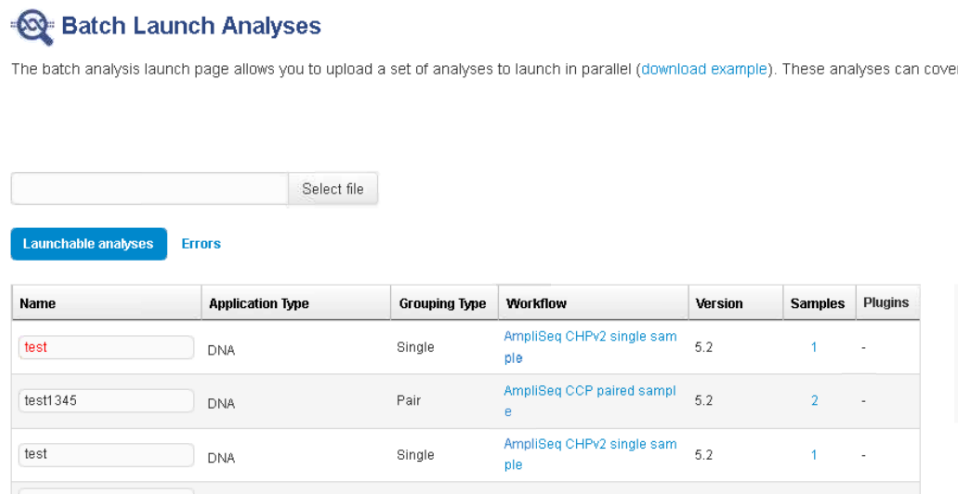 Batch Launch Analyses
The batch analysis launch page allows you to upload a set of analyses to launch in parallel (download example). These analyses can cover
Select file
Launchable analyses Errors
Name Application Type Grouping Type Workflow Version Samples Plugins
test DNA Single AmpliSeq CHPv2 single sam 5.2 1 -
ple
test1345 DNA Pair AmpliSeq CCP paired sampl 5.2 2 -
e
test DNA Single AmpliSeq CHPv2 single sam 5.2 1 -
ple